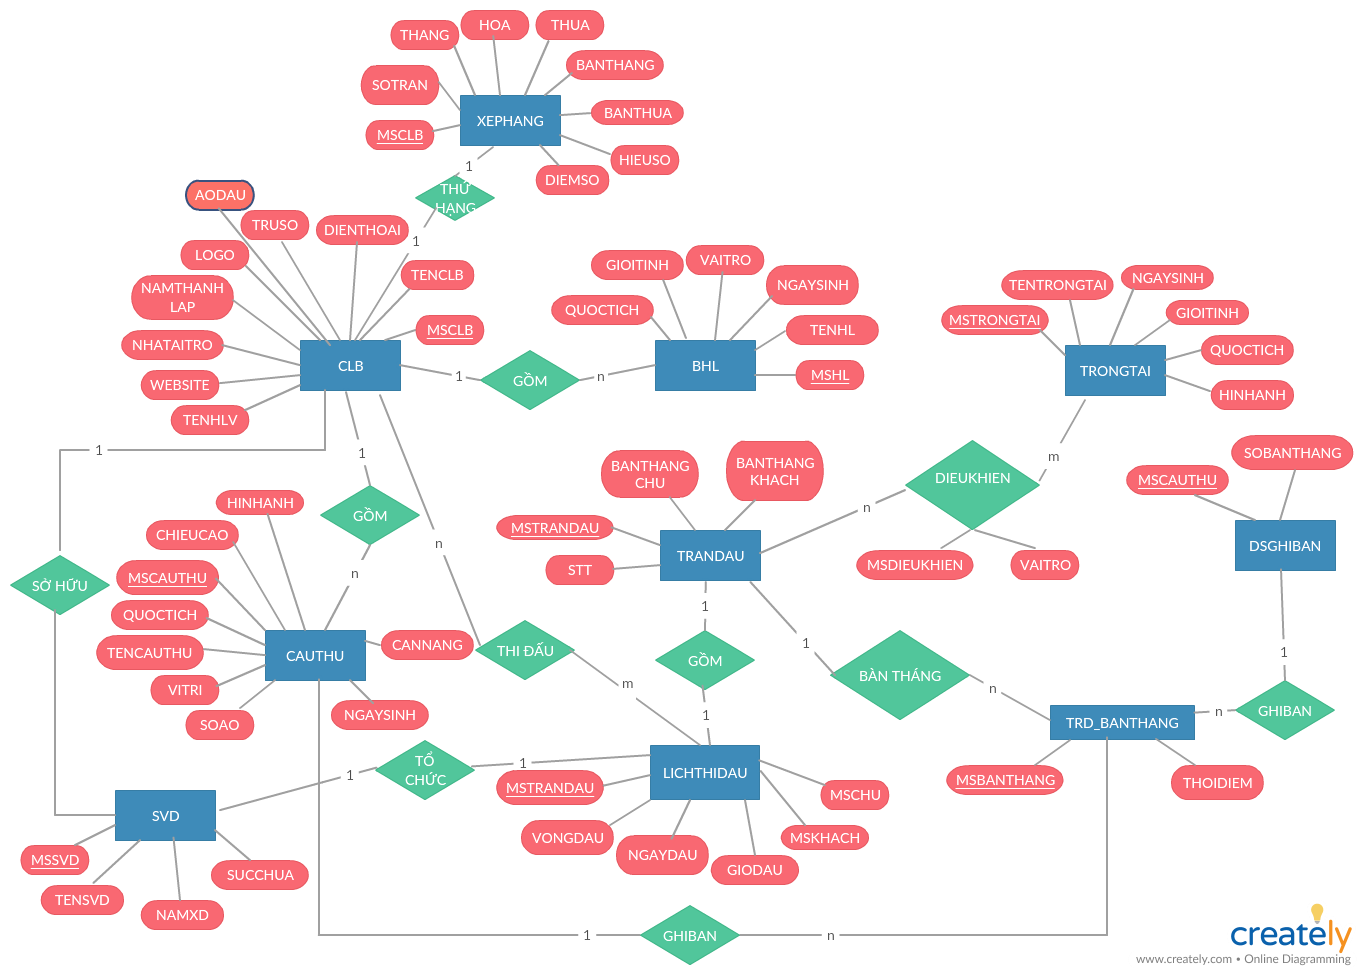 THANG
HOA
THUA
BANTHANG
SOTRAN
BANTHUA
XEPHANG
MSCLB
HIEUSO
DIEMSO
1
THỨ
HẠNG
AODAU
TRUSO
DIENTHOAI
1
LOGO
TENCLB
NAMTHANH
LAP
MSCLB
NHATAITRO
CLB
WEBSITE
TENHLV
1
GỒM
n
GIOITINH
VAITRO
NGAYSINH
QUOCTICH
TENHL
BHL
MSHL
TENTRONGTAI
NGAYSINH
MSTRONGTAI
GIOITINH
QUOCTICH
TRONGTAI
HINHANH
1
1
m
SOBANTHANG
MSCAUTHU
DSGHIBAN
BANTHANG
CHU
BANTHANG
KHACH
DIEUKHIEN
n
MSTRANDAU
TRANDAU
STT
MSDIEUKHIEN
VAITRO
HINHANH
GỒM
CHIEUCAO
n
n
MSCAUTHU
SỞ HỮU
QUOCTICH
TENCAUTHU
CAUTHU
CANNANG
VITRI
SOAO
NGAYSINH
THI ĐẤU
m
1
GỒM
1
1
BÀN THẮNG
n
1
n
GHIBAN
TRD_BANTHANG
MSBANTHANG
THOIDIEM
TỔ
CHỨC
1
1
LICHTHIDAU
MSTRANDAU
MSCHU
VONGDAU
MSKHACH
NGAYDAU
GIODAU
SVD
MSSVD
SUCCHUA
TENSVD
NAMXD
1
GHIBAN
n
creately
www.creately.com • Online Diagramming